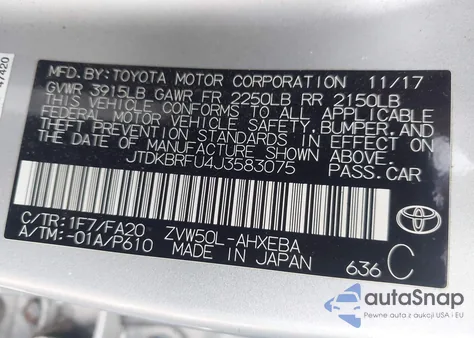 47420
MFD. BY: TOYOTA MOTOR CORPORATION 11/17
GVWR 3915LB GAWR FR 2250LB RR 2150LB
THIS VEHICLE CONFORMS TO ALL APPLICABLE
FEDERAL MOTOR VEHICLE SAFETY, BUMPER, AND
THEFT PREVENTION STANDARDS IN EFFECT ON
THE DATE OF MANUFACTURE SHOWN ABOVE.
JTDKBRFU4J3583075 PASS. CAR
C/TR: 1F7/FA20 ZVW50L-AHXEBA
A/TM: -01A/P610 MADE IN JAPAN 636 C
TOYOTA
autoSnap
Pewne auta z aukcji USA i EU